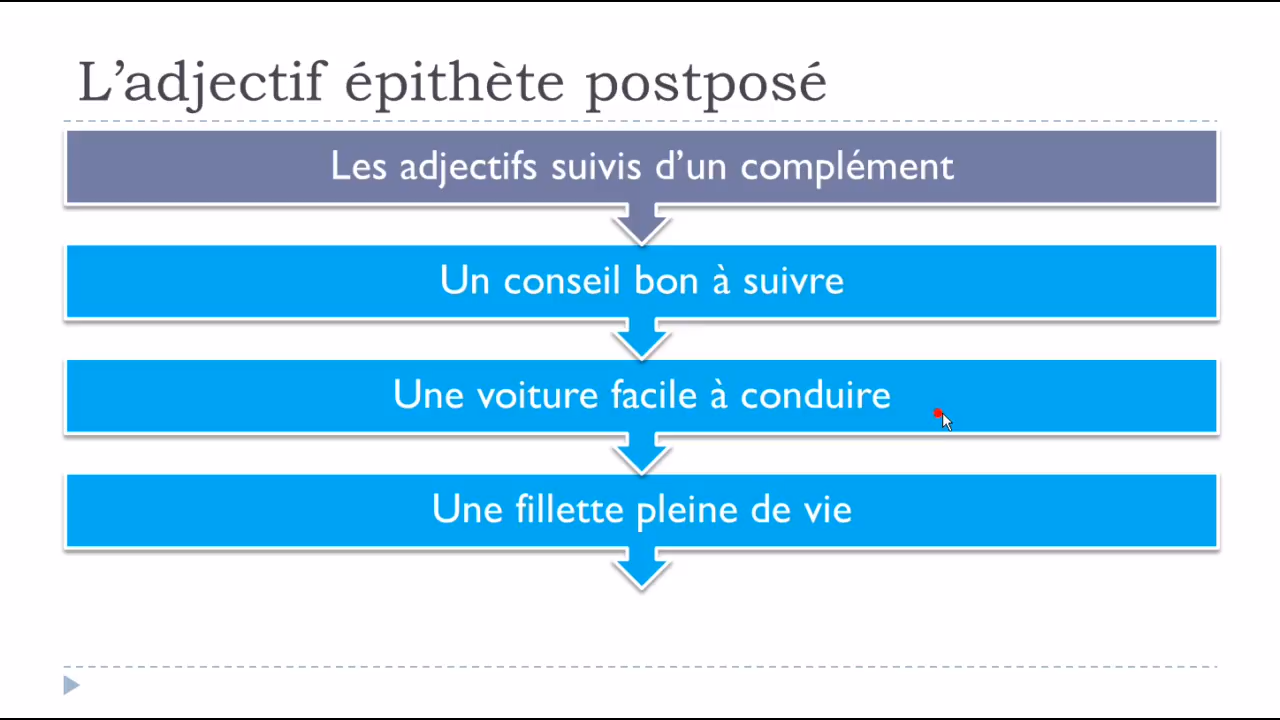 L’adjectif épithète postposé
Les adjectifs suivis d’un complément
Un conseil bon à suivre
Une voiture facile à conduire
Une fillette pleine de vie